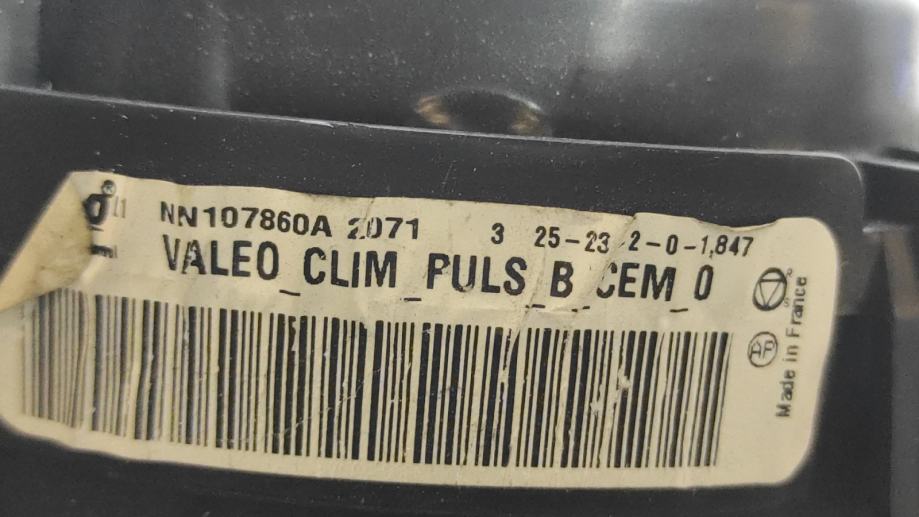 NN107860A 2071 3 25-23 2-0-1,847
VALEO_CLIM_PULS_B_CEM_0
AP
Made in France